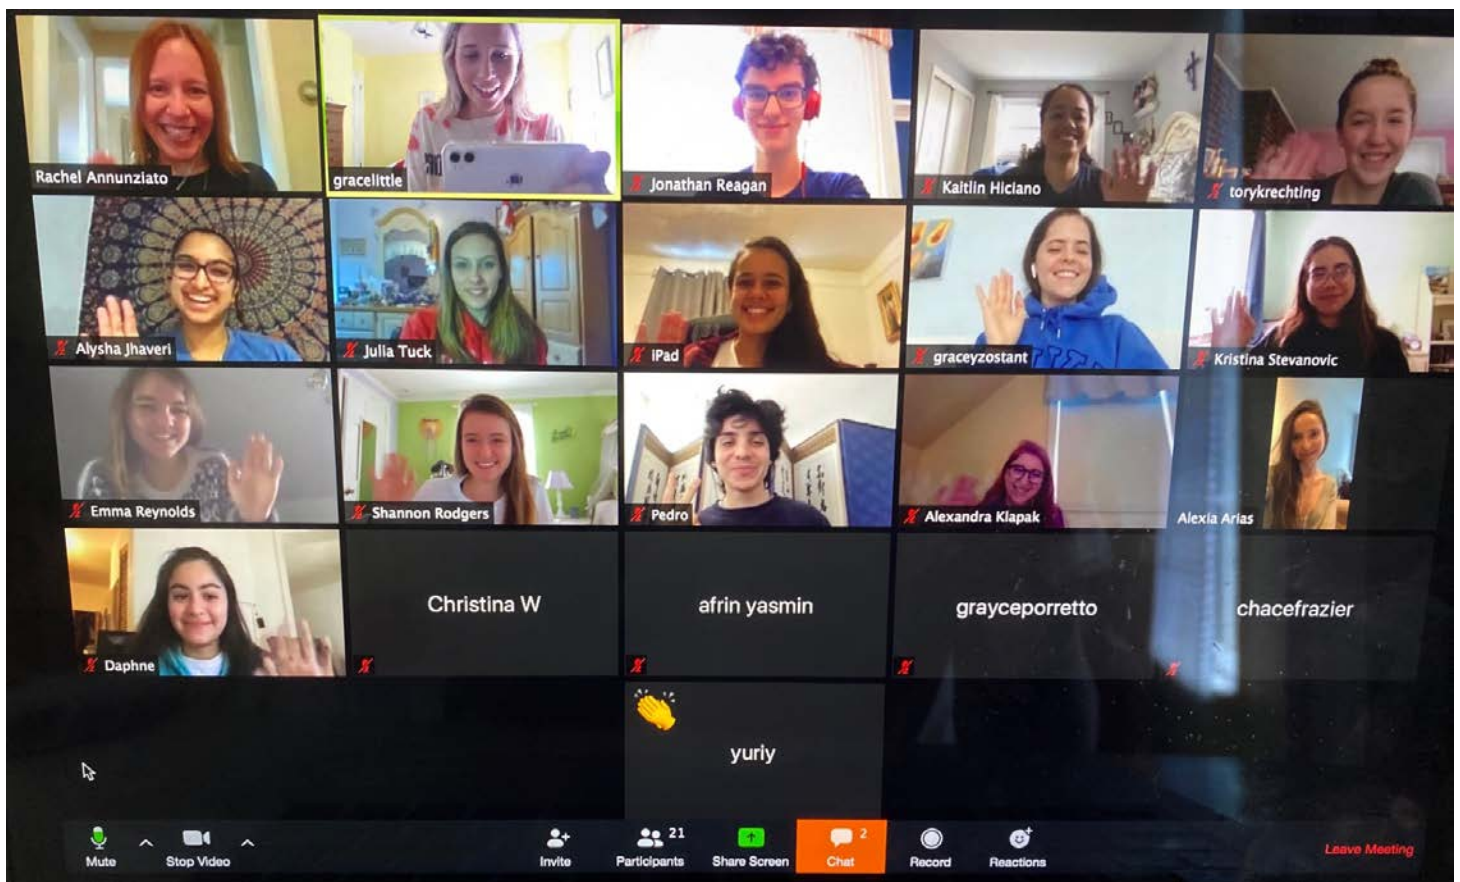 Rachel Annunziato
gracelittle
Jonathan Reagan
Kaitlin Hiciano
torykrechting
Alysha Jhaveri
Julia Tuck
iPad
graceyzostant
Kristina Stevanovic
Emma Reynolds
Shannon Rodgers
Pedro
Alexandra Klapak
Alexia Arias
Daphne
Christina W
afrin yasmin
grayceporretto
chacefrazier
yuriy
Mute
Stop Video
Invite
Participants 21
Share Screen
Chat 2
Record
Reactions
Leave Meeting